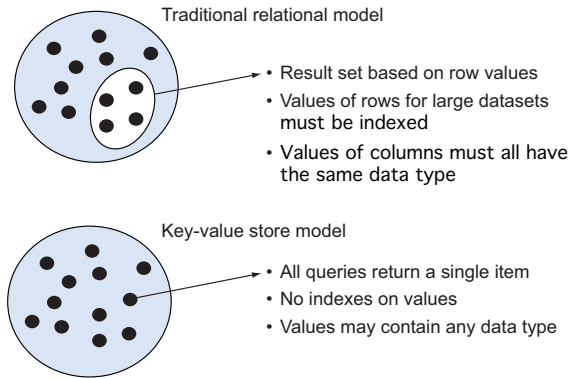 Traditional relational model
• Result set based on row values
• Values of rows for large datasets
must be indexed
• Values of columns must all have
the same data type
Key-value store model
• All queries return a single item
• No indexes on values
• Values may contain any data type